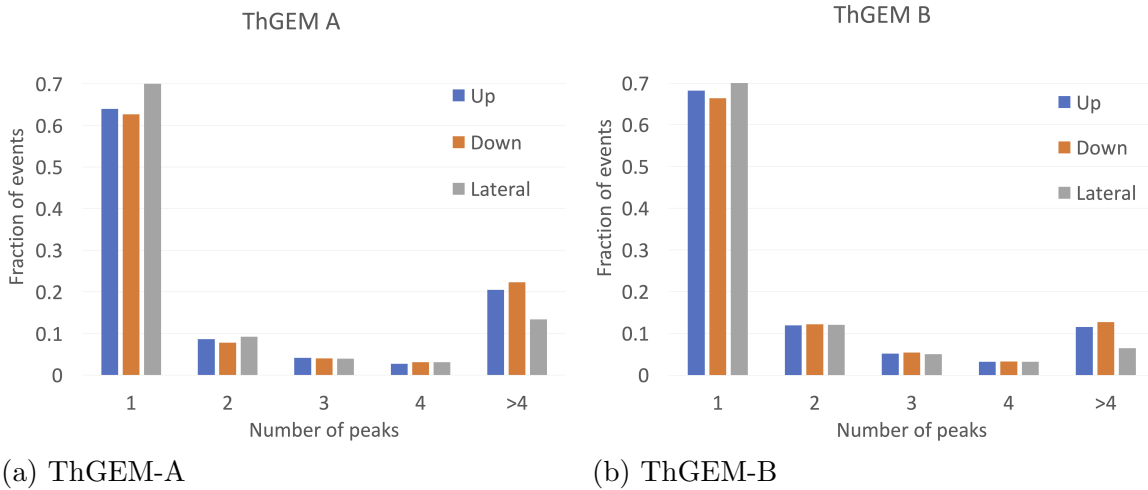 ThGEM A
0.7
0.6
0.5
0.4
0.3
0.2
0.1
0
Fraction of events
Up
Down
Lateral
1 2 3 4 >4
Number of peaks
(a) ThGEM-A
ThGEM B
0.7
0.6
0.5
0.4
0.3
0.2
0.1
0
Fraction of events
Up
Down
Lateral
1 2 3 4 >4
Number of peaks
(b) ThGEM-B